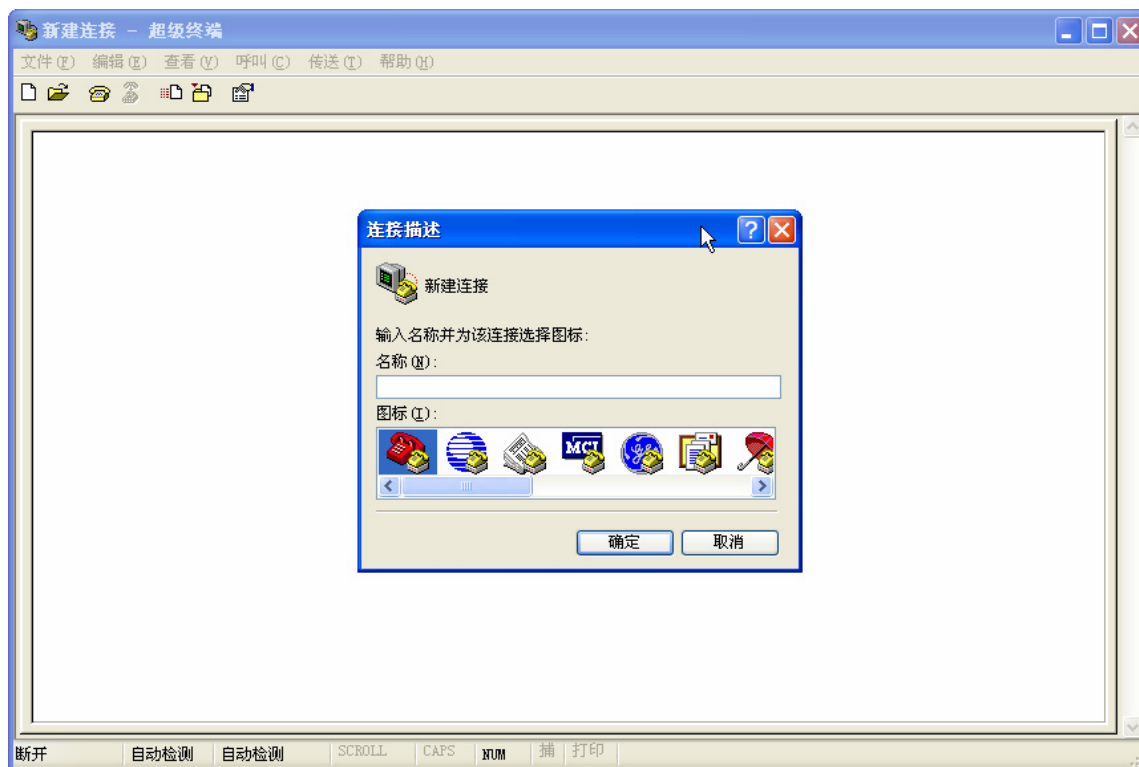 新建连接 - 超级终端
文件(F) 编辑(E) 查看(V) 呼叫(C) 传送(T) 帮助(H)
连接描述
新建连接
输入名称并为该连接选择图标:
名称(N):
图标(I):
MCI
确定 取消
断开 自动检测 自动检测 SCROLL CAPS NUM 捕 打印